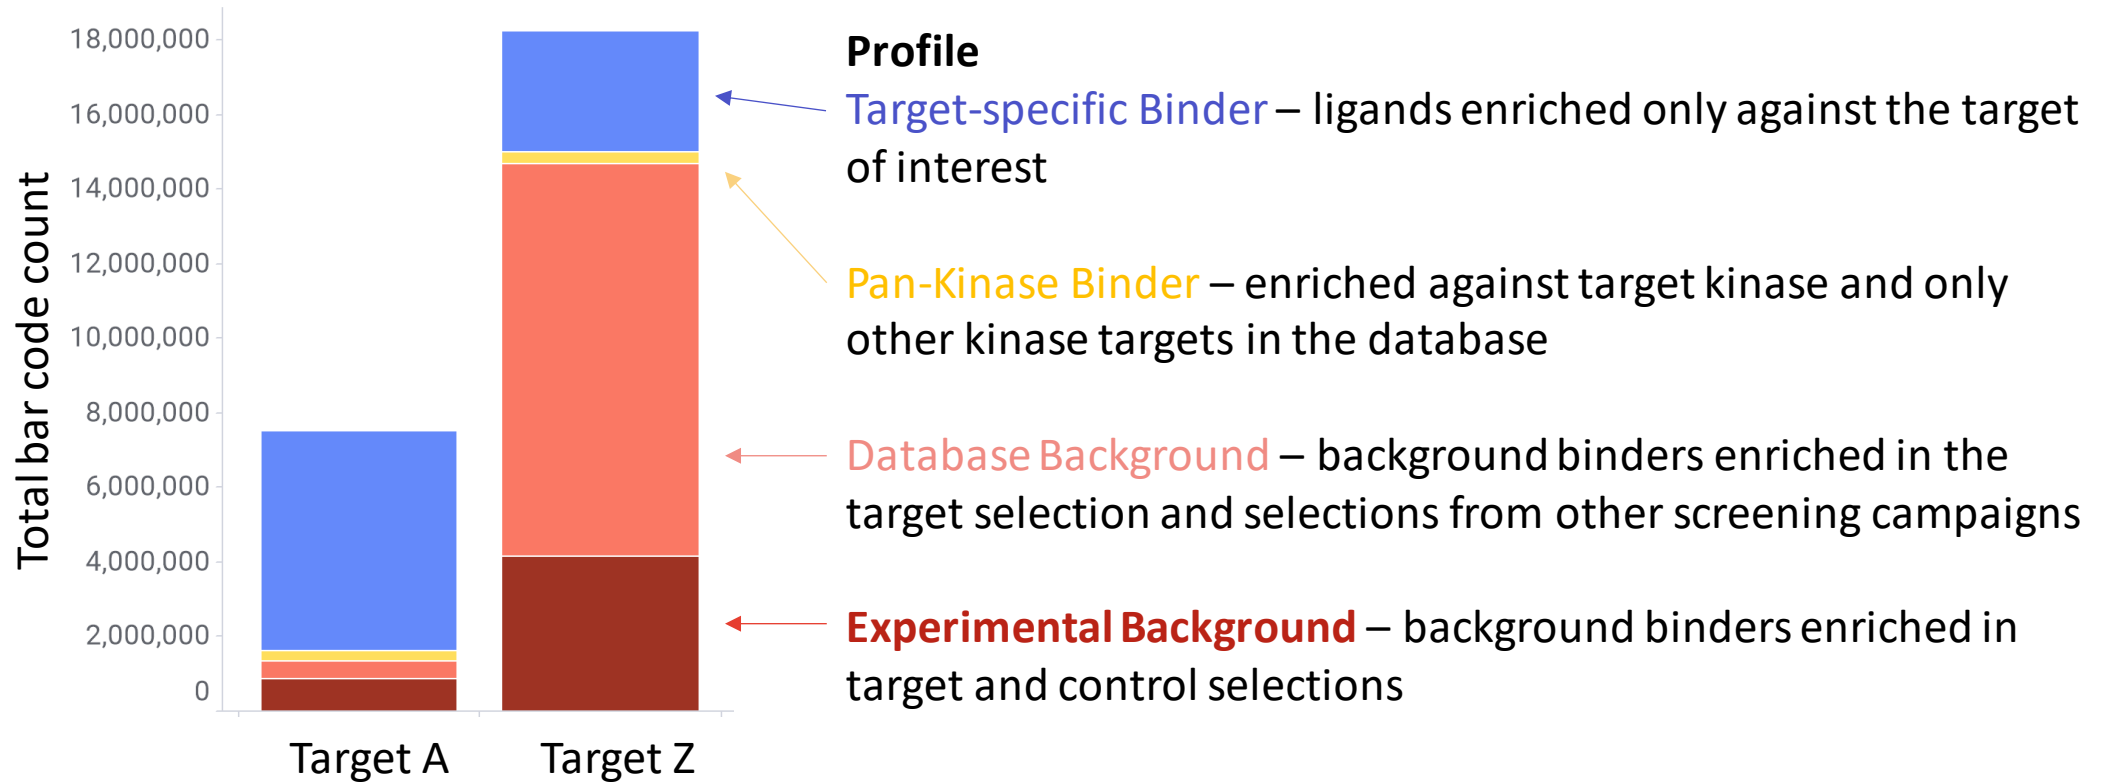 18,000,000
16,000,000
14,000,000
12,000,000
10,000,000
8,000,000
6,000,000
4,000,000
2,000,000
0
Total bar code count
Target A
Target Z
Profile
Target-specific Binder – ligands enriched only against the target
of interest
Pan-Kinase Binder – enriched against target kinase and only
other kinase targets in the database
Database Background – background binders enriched in the
target selection and selections from other screening campaigns
Experimental Background – background binders enriched in
target and control selections